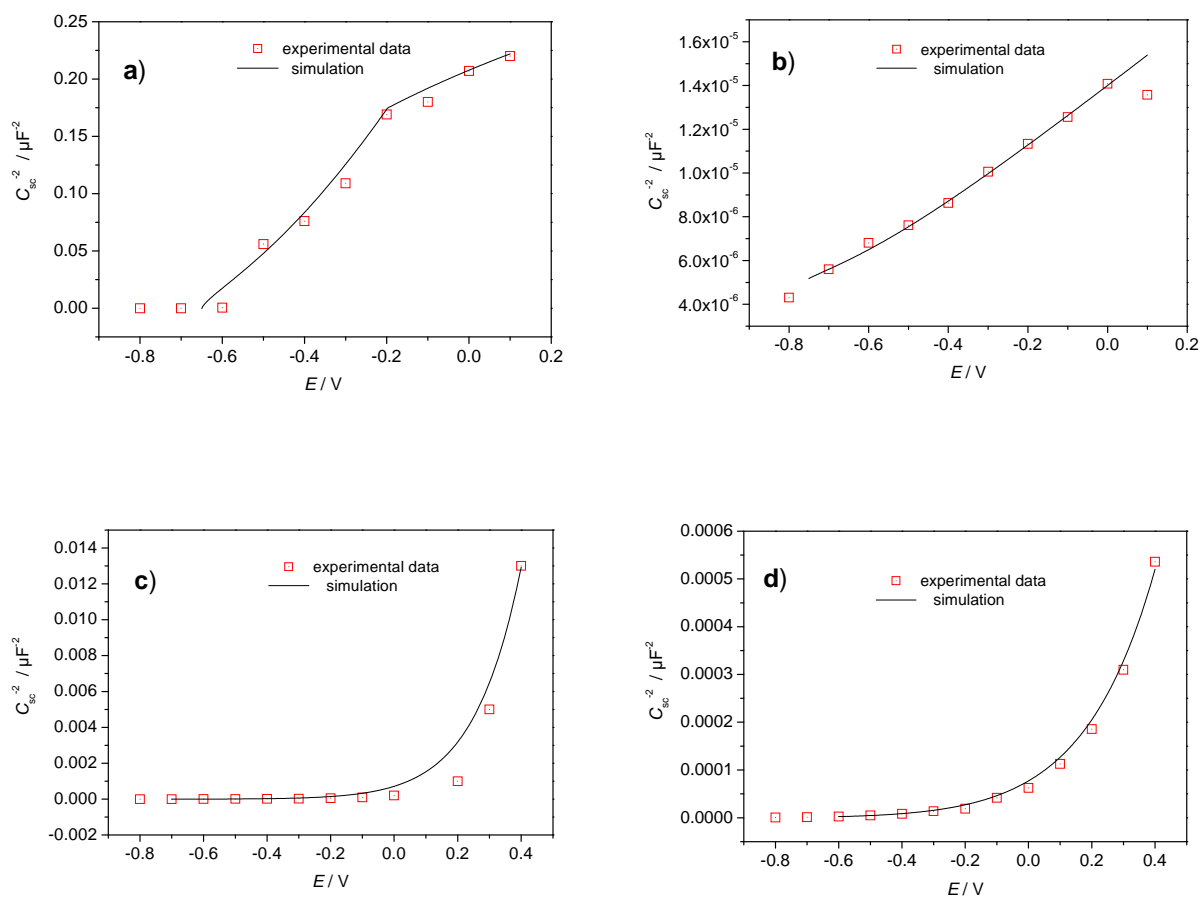 a)
experimental data
simulation
0.25
0.20
0.15
0.10
0.05
0.00
C_sc^-2 / µF^-2
-0.8 -0.6 -0.4 -0.2 0.0 0.2
E / V
b)
experimental data
simulation
1.6x10^-5
1.4x10^-5
1.2x10^-5
1.0x10^-5
8.0x10^-6
6.0x10^-6
4.0x10^-6
C_sc^-2 / µF^-2
-0.8 -0.6 -0.4 -0.2 0.0 0.2
E / V
c)
experimental data
simulation
0.014
0.012
0.010
0.008
0.006
0.004
0.002
0.000
-0.002
C_sc^-2 / µF^-2
-0.8 -0.6 -0.4 -0.2 0.0 0.2 0.4
E / V
d)
experimental data
simulation
0.0006
0.0005
0.0004
0.0003
0.0002
0.0001
0.0000
C_sc^-2 / µF^-2
-0.8 -0.6 -0.4 -0.2 0.0 0.2 0.4
E / V